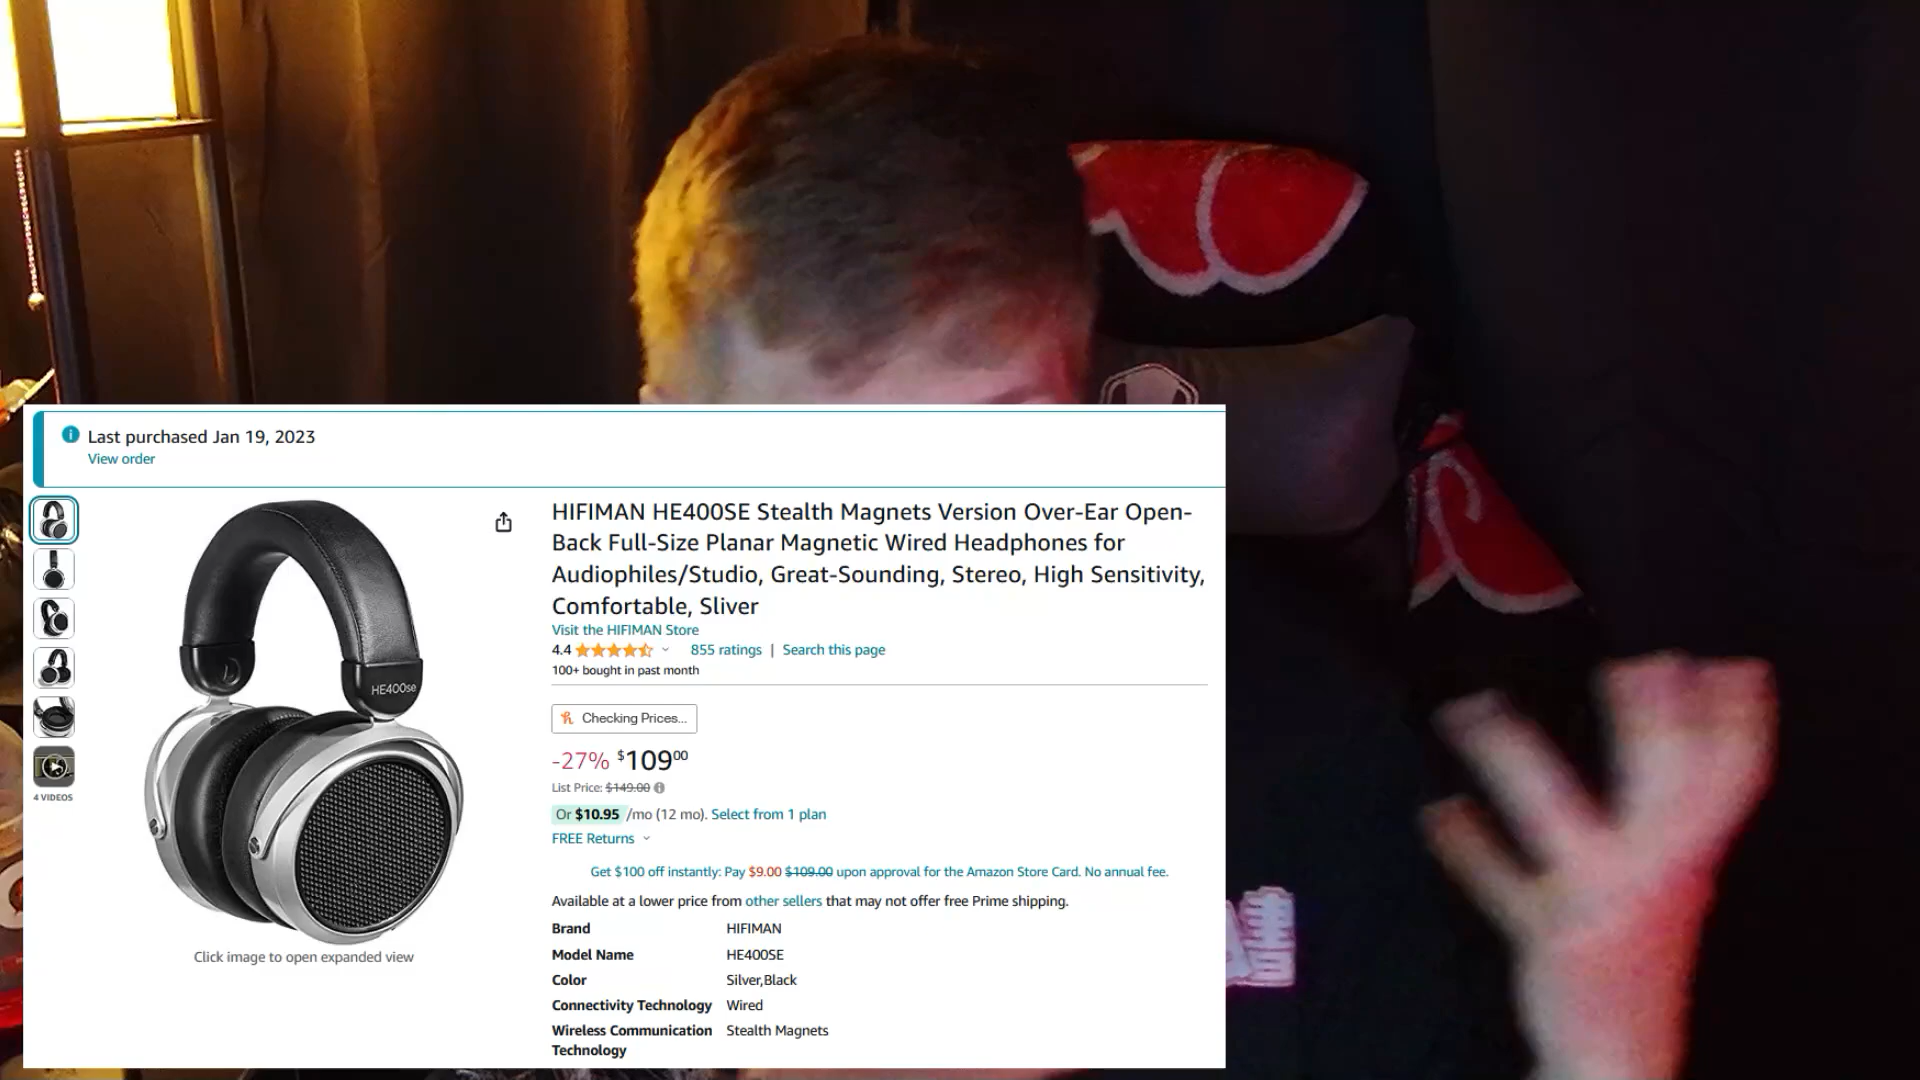 Last purchased Jan 19, 2023
View order
HIFIMAN HE400SE Stealth Magnets Version Over-Ear Open-
Back Full-Size Planar Magnetic Wired Headphones for
Audiophiles/Studio, Great-Sounding, Stereo, High Sensitivity,
Comfortable, Sliver
Visit the HIFIMAN Store
4.4 855 ratings | Search this page
100+ bought in past month
HE400se
Checking Prices...
-27% $10900
List Price: $149.00
4 VIDEOS
Or $10.95 /mo (12 mo). Select from 1 plan
FREE Returns
Get $100 off instantly: Pay $9.00 $109.00 upon approval for the Amazon Store Card. No annual fee.
Available at a lower price from other sellers that may not offer free Prime shipping.
Brand HIFIMAN
Model Name HE400SE
Click image to open expanded view
Color Silver,Black
Connectivity Technology Wired
Wireless Communication Stealth Magnets
Technology